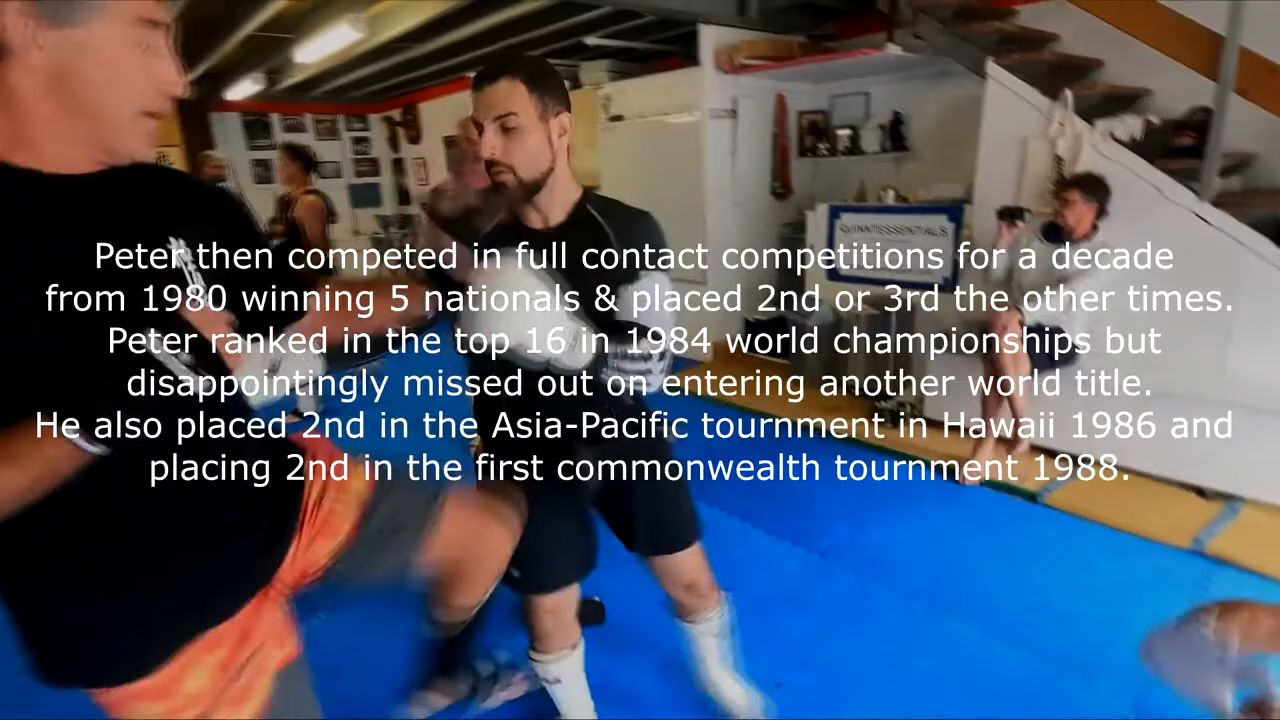 Peter then competed in full contact competitions for a decade
from 1980 winning 5 nationals & placed 2nd or 3rd the other times.
Peter ranked in the top 16 in 1984 world championships but
disappointingly missed out on entering another world title.
He also placed 2nd in the Asia-Pacific tournment in Hawaii 1986 and
placing 2nd in the first commonwealth tournment 1988.
QUINNTESSENTIALS